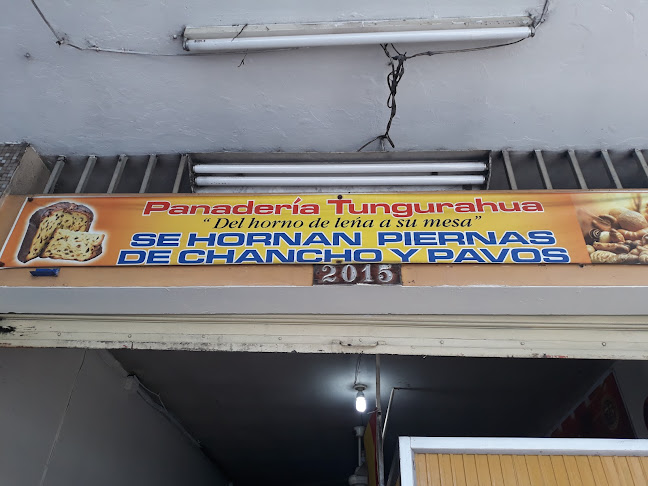 Panadería Tungurahua
"Del horno de leña a su mesa"
SE HORNAN PIERNAS
DE CHANCHO Y PAVOS
2015